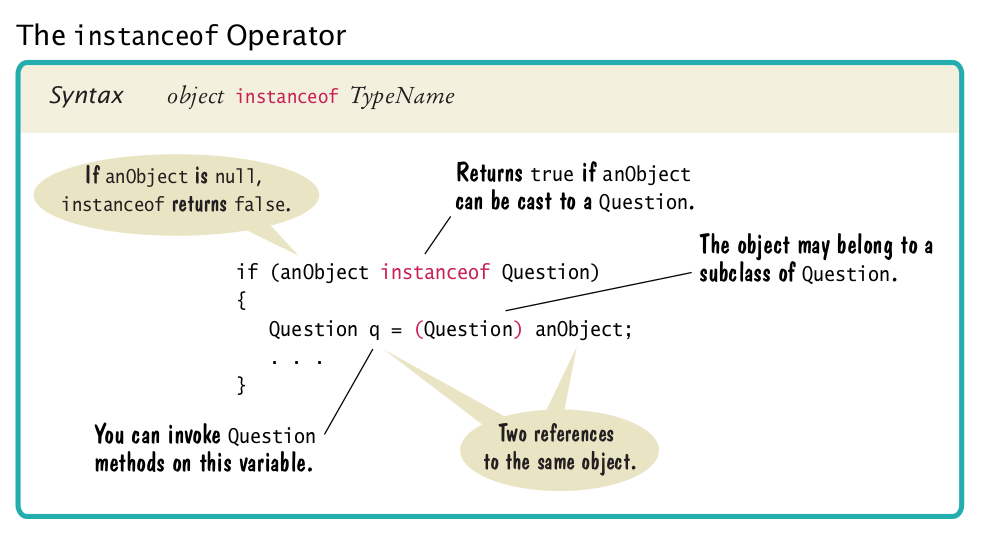 The instanceof Operator
Syntax object instanceof TypeName
If anObject is null,
instanceof returns false.
Returns true if anObject
can be cast to a Question.
The object may belong to a
subclass of Question.
if (anObject instanceof Question)
{
Question q = (Question) anObject;
. . .
}
You can invoke Question
methods on this variable.
Two references
to the same object.